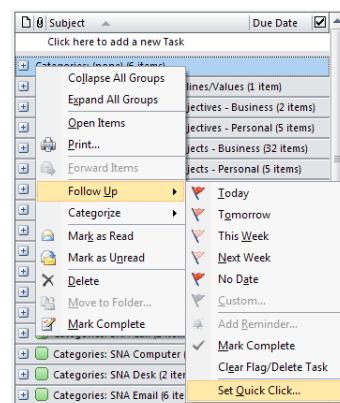 Subject Due Date
Click here to add a new Task
Categories: (none) (6 items)
Collapse All Groups
Expand All Groups
Open Items
Print...
Forward Items
Follow Up
Categorize
Mark as Read
Mark as Unread
Delete
Move to Folder...
Mark Complete
lines/Values (1 item)
jectives - Business (2 items)
jectives - Personal (5 items)
jects - Business (32 items)
jects - Personal (5 items)
Today
Tomorrow
This Week
Next Week
No Date
Custom...
Add Reminder...
Mark Complete
Clear Flag/Delete Task
Set Quick Click...
Categories: SNA Computer (
Categories: SNA Desk (2 iter
Categories: SNA Email (6 ite